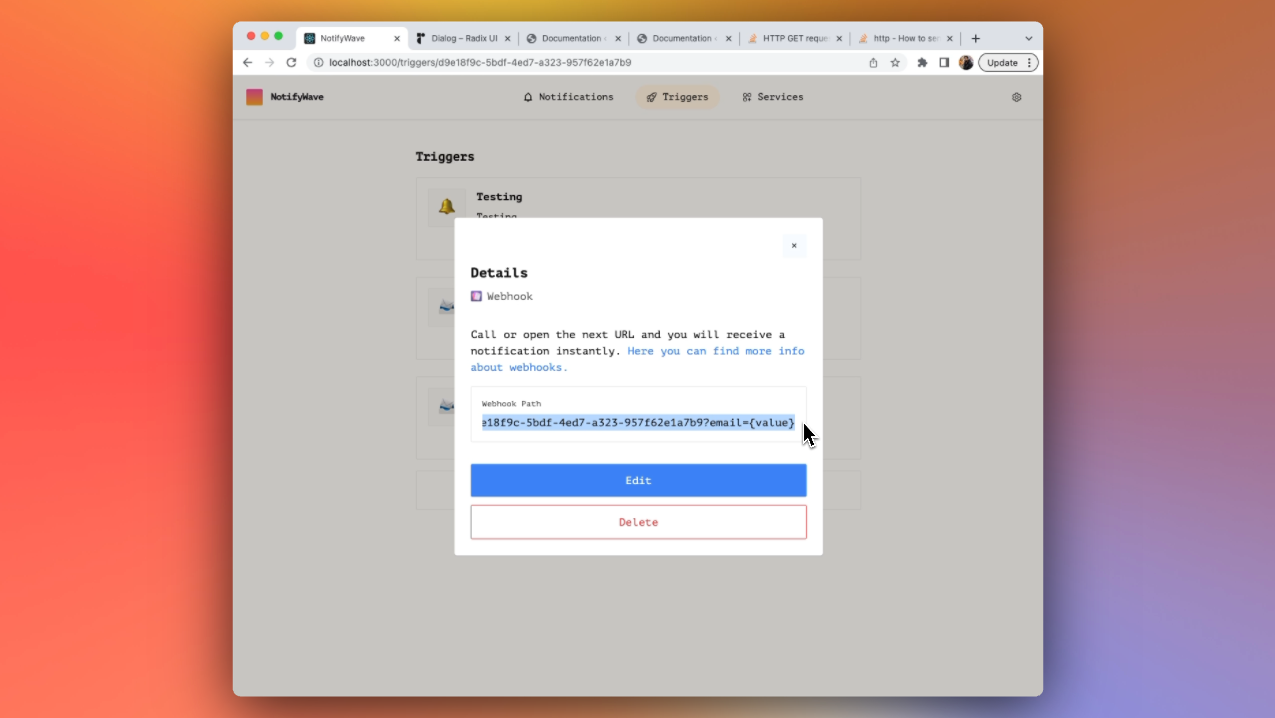 NotifyWave
Dialog – Radix UI
Documentation
Documentation
HTTP GET reque
http - How to se
localhost:3000/triggers/d9e18f9c-5bdf-4ed7-a323-957f62e1a7b9
Update
NotifyWave
Notifications
Triggers
Services
Triggers
Testing
Testing
Details
Webhook
Call or open the next URL and you will receive a
notification instantly. Here you can find more info
about webhooks.
Webhook Path
e18f9c-5bdf-4ed7-a323-957f62e1a7b9?email={value}
Edit
Delete